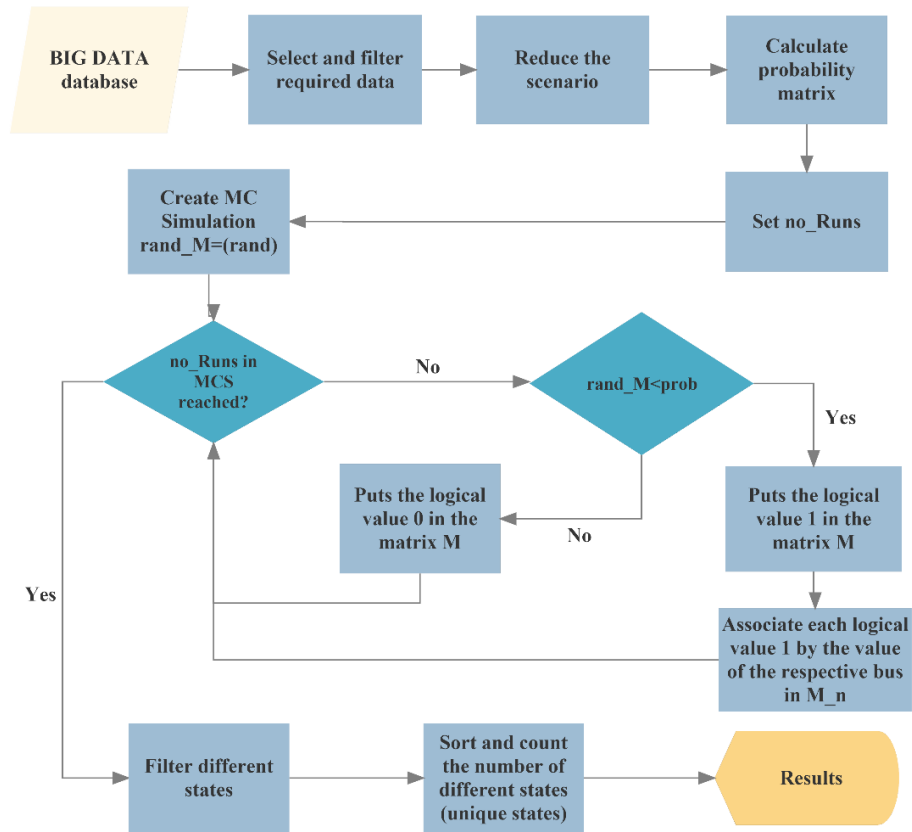 BIG DATA
database
Select and filter
required data
Reduce the
scenario
Calculate
probability
matrix
Set no_Runs
Create MC
Simulation
rand_M=(rand)
no_Runs in
MCS
reached?
No
rand_M<prob
Yes
Puts the logical
value 0 in the
matrix M
No
Puts the logical
value 1 in the
matrix M
Yes
Associate each logical
value 1 by the value
of the respective bus
in M_n
Filter different
states
Sort and count
the number of
different states
(unique states)
Results